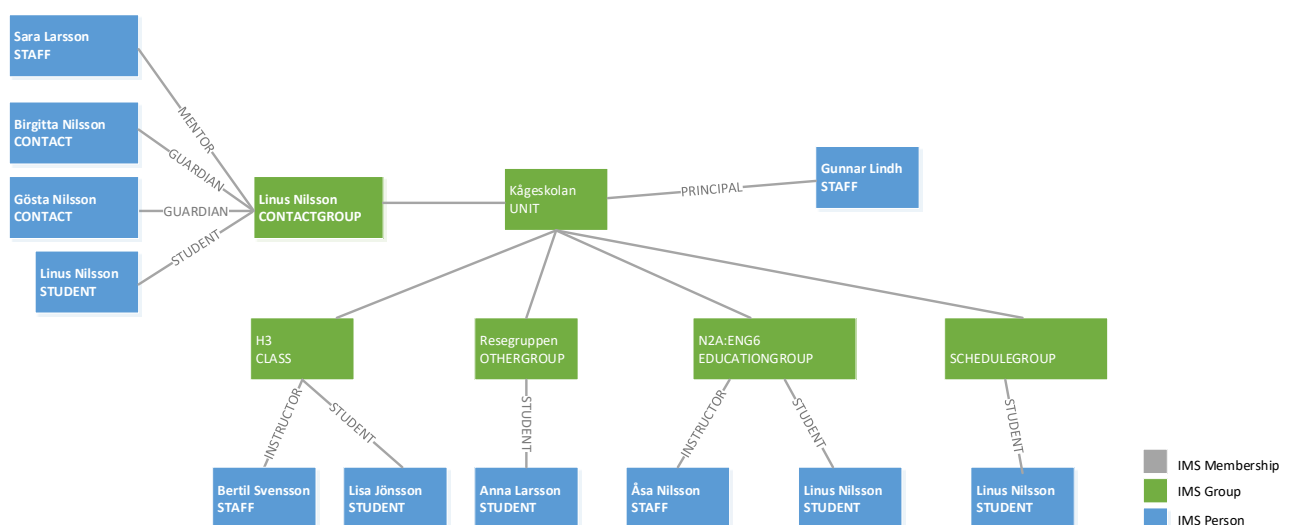 Sara Larsson
STAFF
Birgitta Nilsson
CONTACT
Gösta Nilsson
CONTACT
Linus Nilsson
STUDENT
MENTOR
GUARDIAN
GUARDIAN
STUDENT
Linus Nilsson
CONTACTGROUP
Kågeskolan
UNIT
PRINCIPAL
Gunnar Lindh
STAFF
H3
CLASS
Resegruppen
OTHERGROUP
N2A:ENG6
EDUCATIONGROUP
SCHEDULEGROUP
INSTRUCTOR
STUDENT
STUDENT
INSTRUCTOR
STUDENT
STUDENT
Bertil Svensson
STAFF
Lisa Jönsson
STUDENT
Anna Larsson
STUDENT
Åsa Nilsson
STAFF
Linus Nilsson
STUDENT
Linus Nilsson
STUDENT
IMS Membership
IMS Group
IMS Person